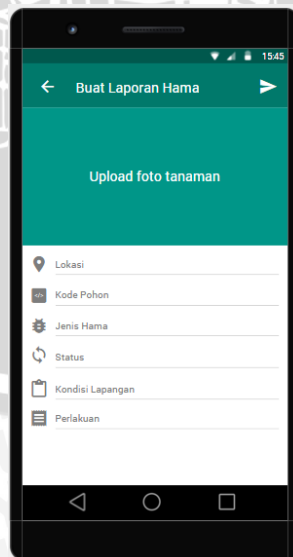 15:45
Buat Laporan Hama
Upload foto tanaman
Lokasi
Kode Pohon
Jenis Hama
Status
Kondisi Lapangan
Perlakuan